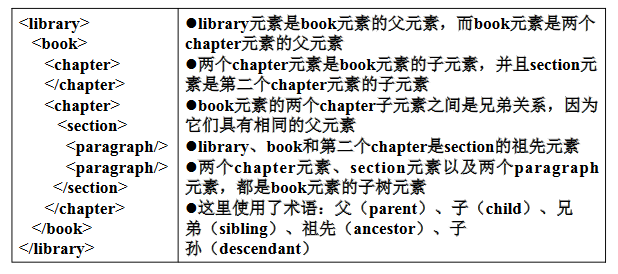 <library>
<book>
<chapter>
</chapter>
<chapter>
<section>
<paragraph/>
<paragraph/>
</section>
</chapter>
</book>
</library>
●library元素是book元素的父元素，而book元素是两个
chapter元素的父元素
●两个chapter元素是book元素的子元素，并且section元
素是第二个chapter元素的子元素
●book元素的两个chapter子元素之间是兄弟关系，因为
它们具有相同的父元素
●library、book和第二个chapter是section的祖先元素
●两个chapter元素、section元素以及两个paragraph
元素，都是book元素的子树元素
●这里使用了术语：父（parent）、子（child）、兄
弟（sibling）、祖先（ancestor）、子
孙（descendant）